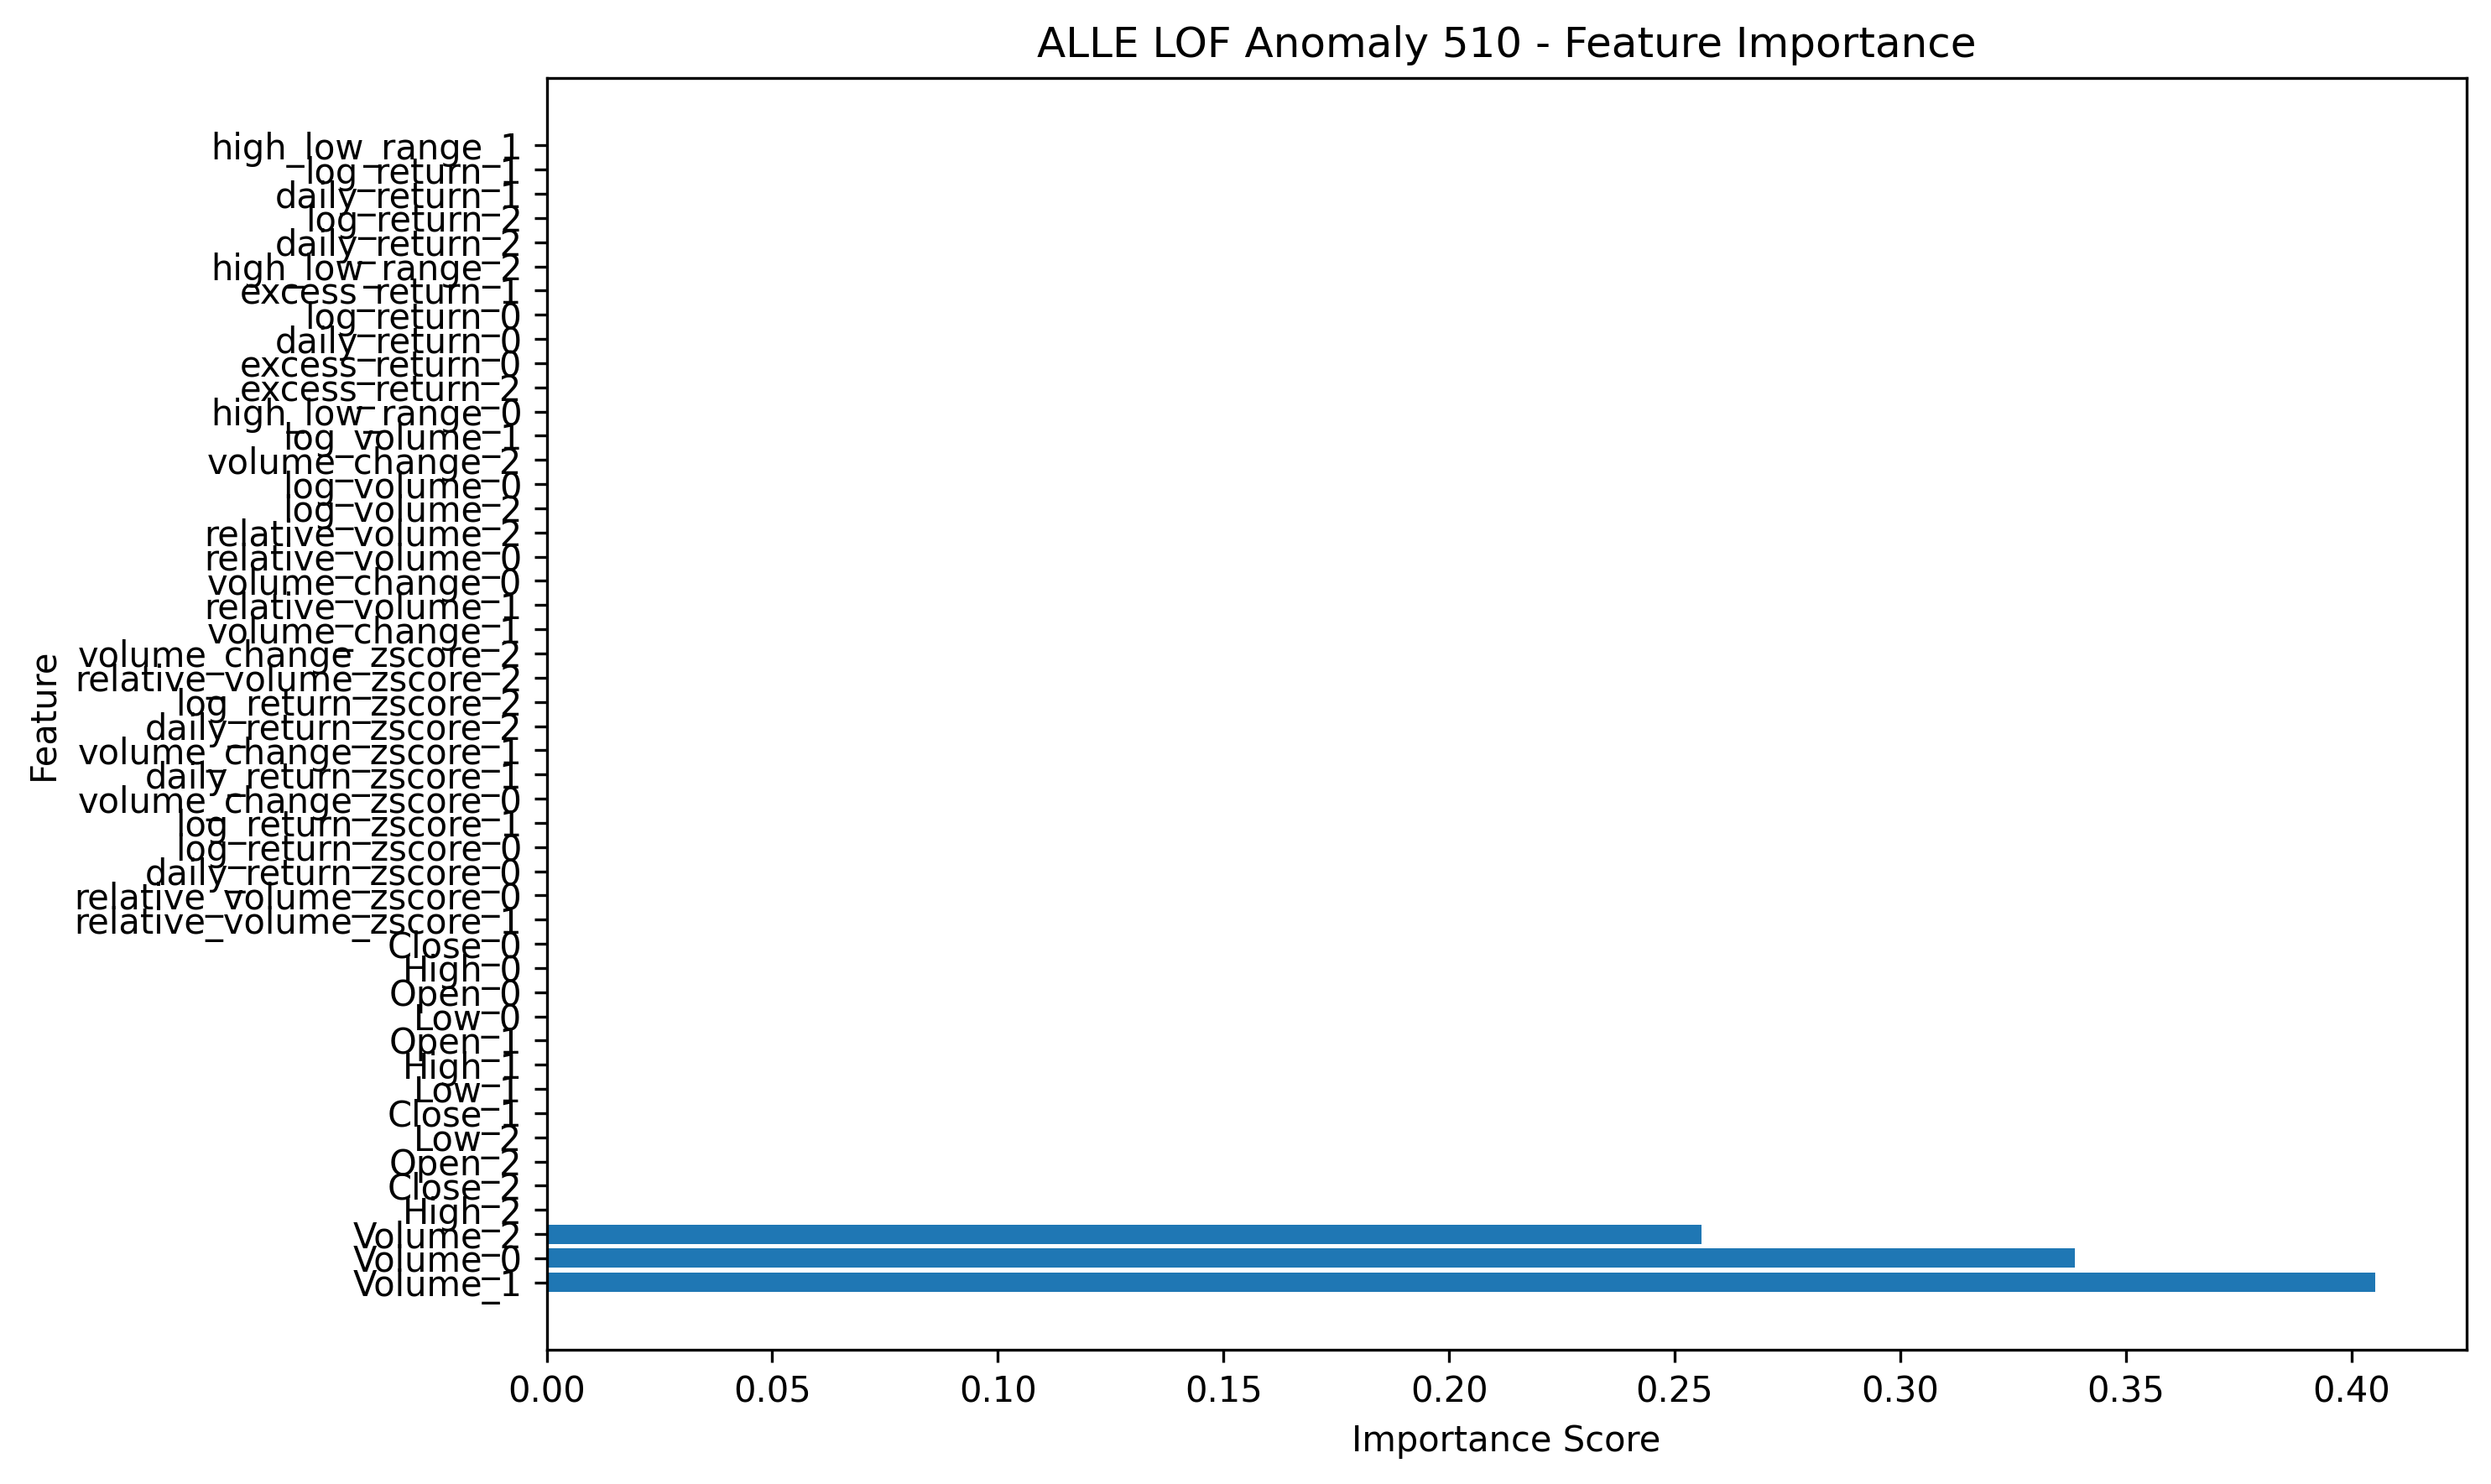 ALLE LOF Anomaly 510 - Feature Importance
high_low_range_1
log_return_1
daily_return_1
log_return_2
daily_return_2
high_low_range_2
excess_return_1
log_return_0
daily_return_0
excess_return_0
excess_return_2
high_low_range_0
log_volume_1
volume_change_2
log_volume_0
log_volume_2
relative_volume_2
relative_volume_0
volume_change_0
relative_volume_1
volume_change_1
volume_change_zscore_2
relative_volume_zscore_2
log_return_zscore_2
daily_return_zscore_2
volume_change_zscore_1
daily_return_zscore_1
volume_change_zscore_0
log_return_zscore_1
log_return_zscore_0
daily_return_zscore_0
relative_volume_zscore_0
relative_volume_zscore_1
Close_0
High_0
Open_0
Low_0
Open_1
High_1
Low_1
Close_1
Low_2
Open_2
Close_2
High_2
Volume_2
Volume_0
Volume_1
Feature
0.00 0.05 0.10 0.15 0.20 0.25 0.30 0.35 0.40
Importance Score